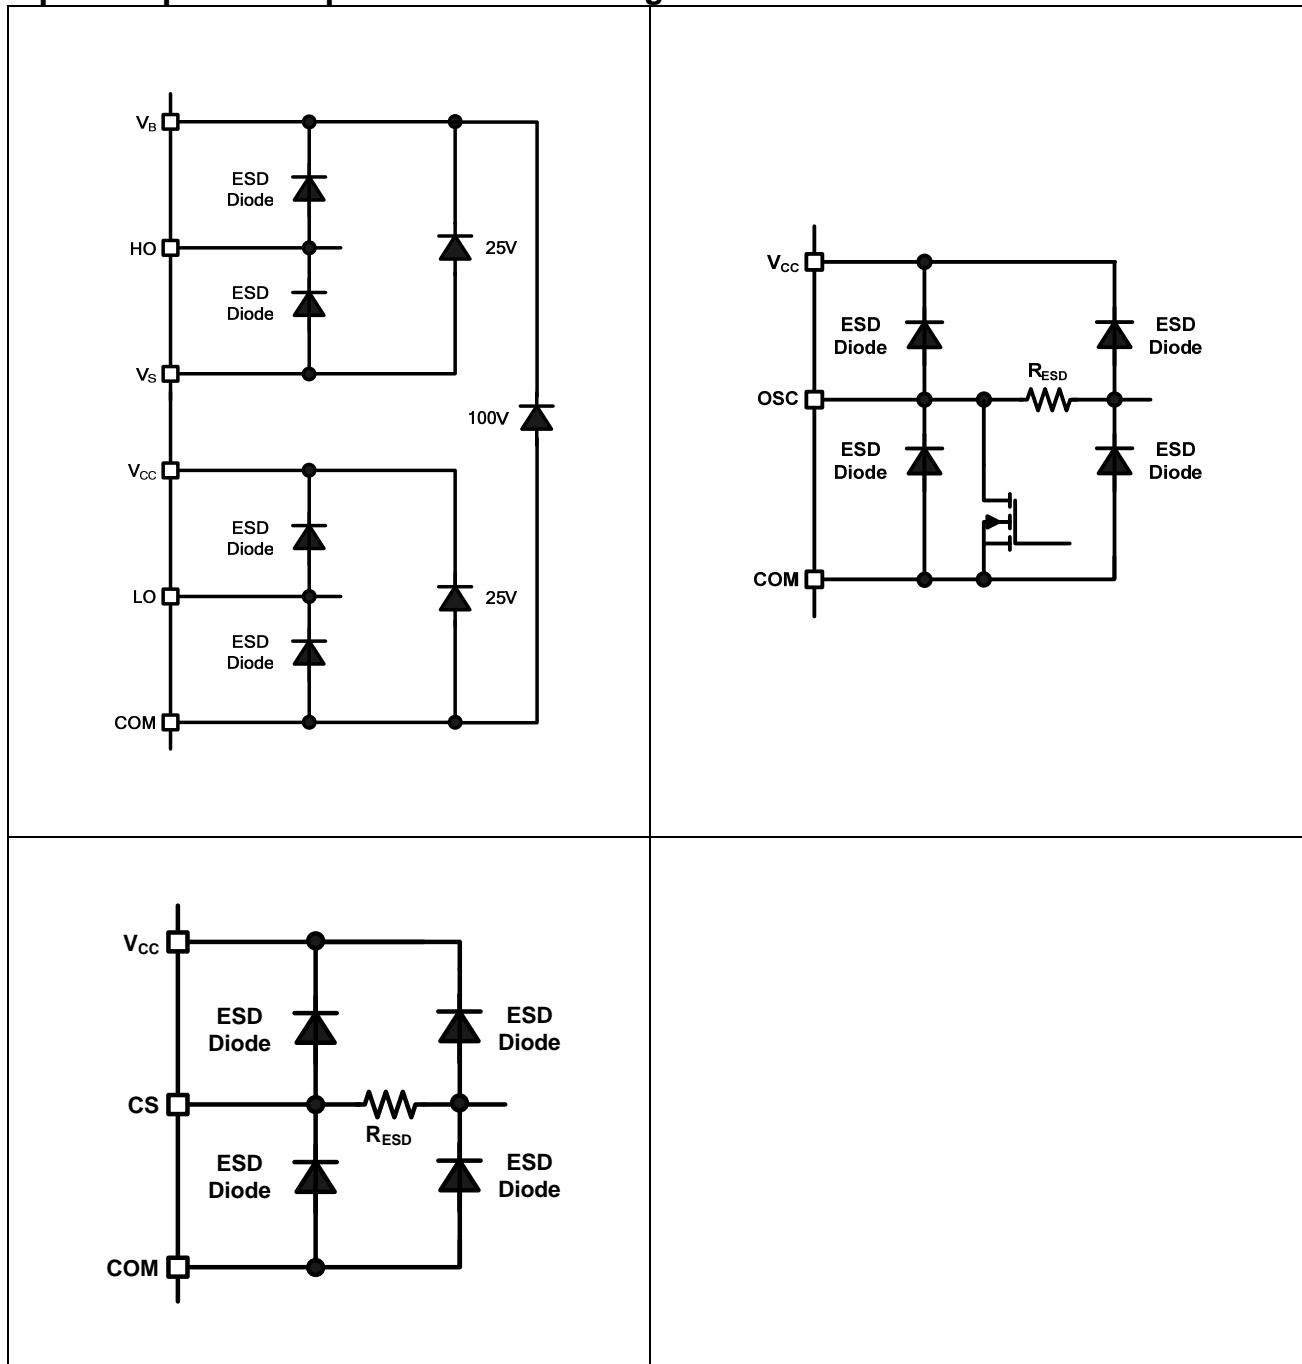 V_B
ESD
Diode
HO
25V
ESD
Diode
V_S
100V
V_CC
ESD
Diode
LO
25V
ESD
Diode
COM
V_CC
ESD
Diode
ESD
Diode
R_ESD
OSC
ESD
Diode
ESD
Diode
COM
V_CC
ESD
Diode
ESD
Diode
CS
R_ESD
ESD
Diode
ESD
Diode
COM